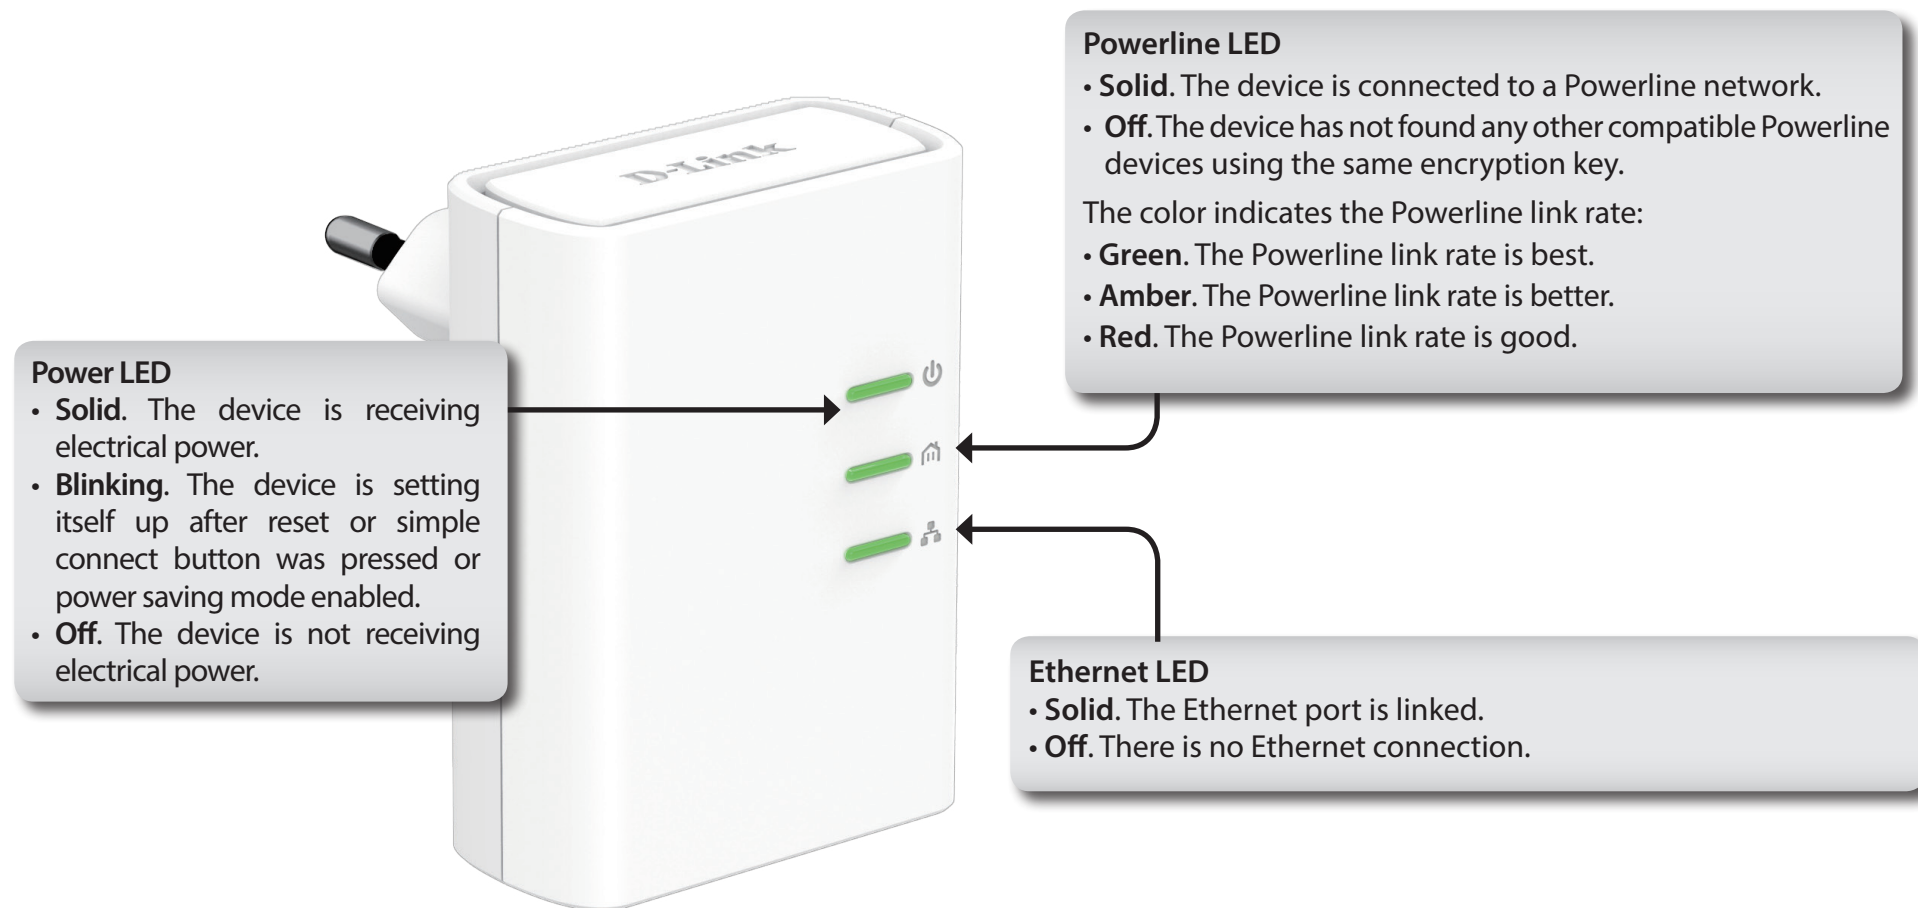 D-Link
Powerline LED
• Solid. The device is connected to a Powerline network.
• Off. The device has not found any other compatible Powerline
devices using the same encryption key.
The color indicates the Powerline link rate:
• Green. The Powerline link rate is best.
• Amber. The Powerline link rate is better.
• Red. The Powerline link rate is good.
Power LED
• Solid. The device is receiving
electrical power.
• Blinking. The device is setting
itself up after reset or simple
connect button was pressed or
power saving mode enabled.
• Off. The device is not receiving
electrical power.
Ethernet LED
• Solid. The Ethernet port is linked.
• Off. There is no Ethernet connection.